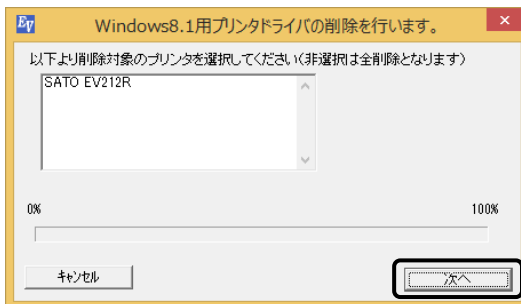 EV
Windows8.1用プリンタドライバの削除を行います。
以下より削除対象のプリンタを選択してください(非選択は全削除となります)
SATO EV212R
0%
100%
キャンセル
次へ